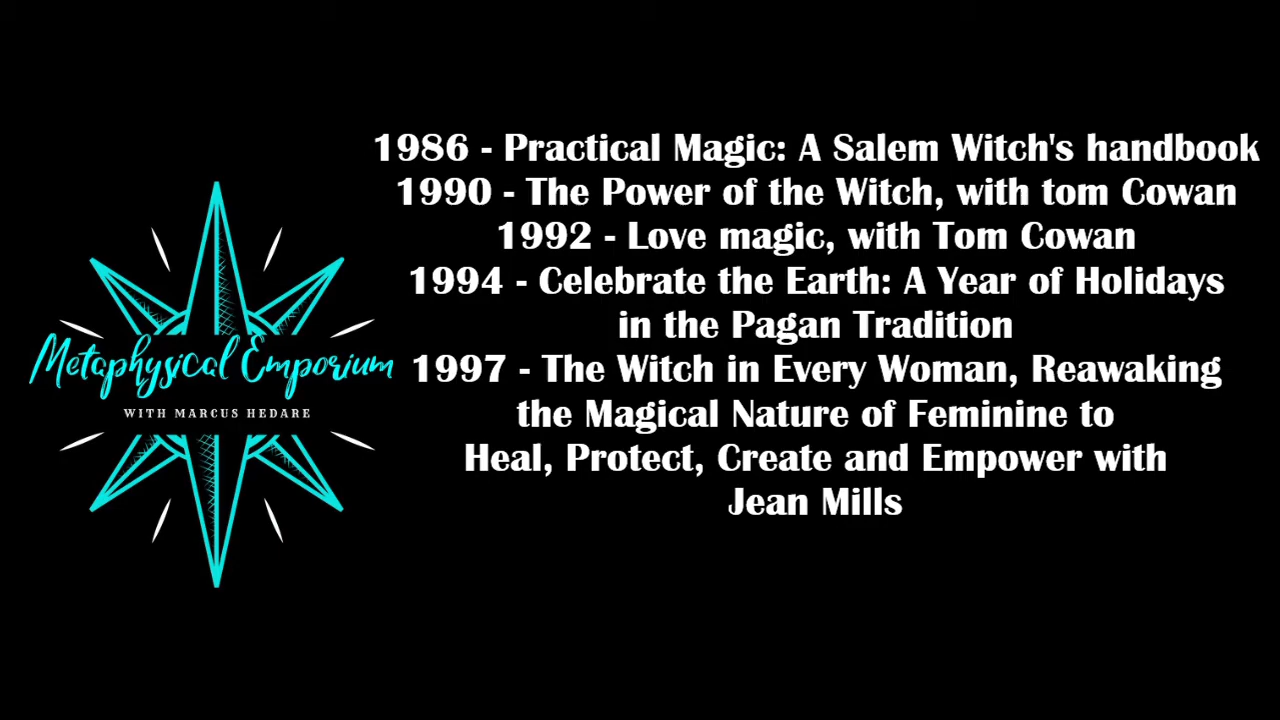 Metaphysical Emporium
WITH MARCUS HEDARE
1986 - Practical Magic: A Salem Witch's handbook
1990 - The Power of the Witch, with tom Cowan
1992 - Love magic, with Tom Cowan
1994 - Celebrate the Earth: A Year of Holidays
in the Pagan Tradition
1997 - The Witch in Every Woman, Reawaking
the Magical Nature of Feminine to
Heal, Protect, Create and Empower with
Jean Mills